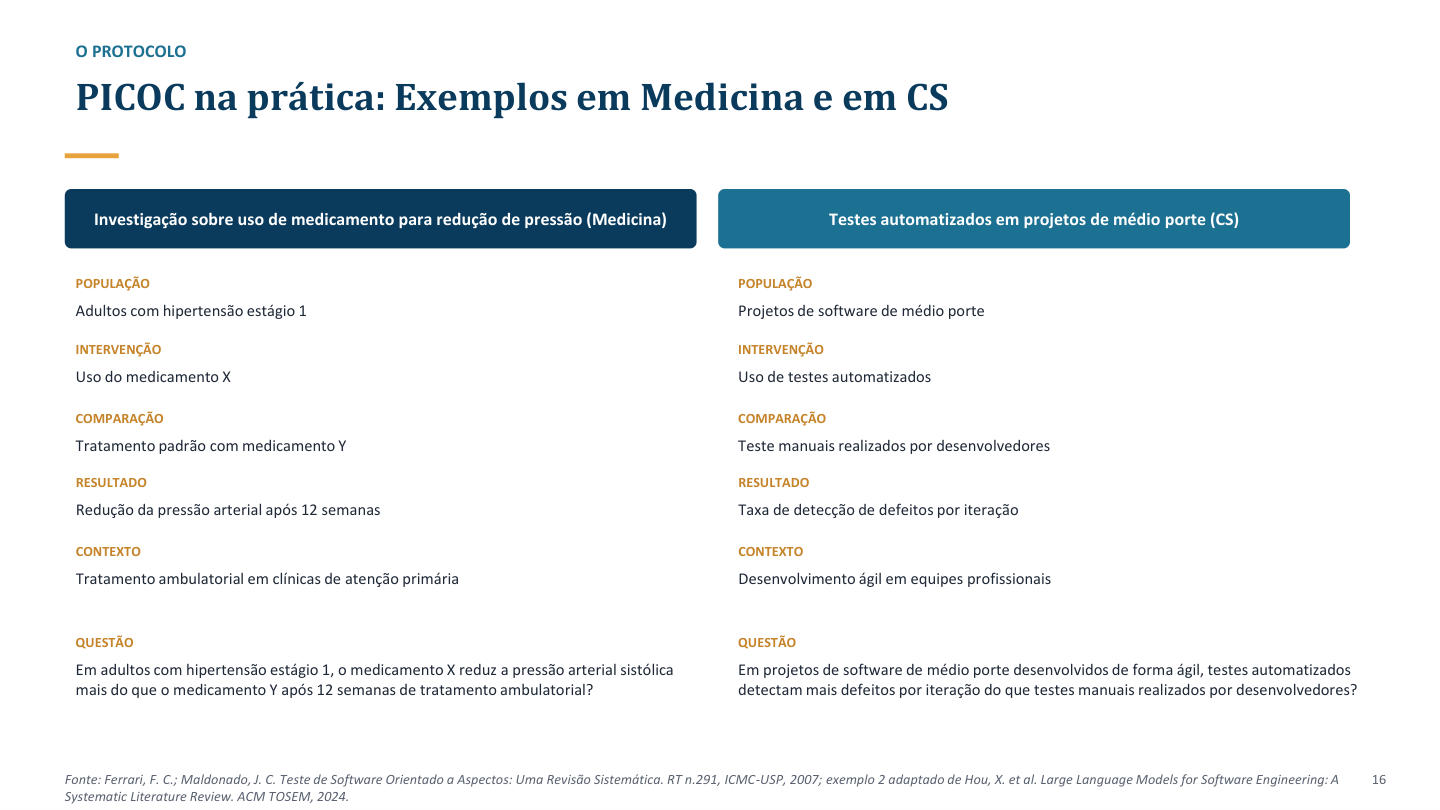 O PROTOCOLO
PICOC na prática: Exemplos em Medicina e em CS
Investigação sobre uso de medicamento para redução de pressão (Medicina)
POPULAÇÃO
Adultos com hipertensão estágio 1
INTERVENÇÃO
Uso do medicamento X
COMPARAÇÃO
Tratamento padrão com medicamento Y
RESULTADO
Redução da pressão arterial após 12 semanas
CONTEXTO
Tratamento ambulatorial em clínicas de atenção primária
QUESTÃO
Em adultos com hipertensão estágio 1, o medicamento X reduz a pressão arterial sistólica
mais do que o medicamento Y após 12 semanas de tratamento ambulatorial?
Testes automatizados em projetos de médio porte (CS)
POPULAÇÃO
Projetos de software de médio porte
INTERVENÇÃO
Uso de testes automatizados
COMPARAÇÃO
Teste manuais realizados por desenvolvedores
RESULTADO
Taxa de detecção de defeitos por iteração
CONTEXTO
Desenvolvimento ágil em equipes profissionais
QUESTÃO
Em projetos de software de médio porte desenvolvidos de forma ágil, testes automatizados
detectam mais defeitos por iteração do que testes manuais realizados por desenvolvedores?
Fonte: Ferrari, F. C.; Maldonado, J. C. Teste de Software Orientado a Aspectos: Uma Revisão Sistemática. RT n.291, ICMC-USP, 2007; exemplo 2 adaptado de Hou, X. et al. Large Language Models for Software Engineering: A
Systematic Literature Review. ACM TOSEM, 2024.
16